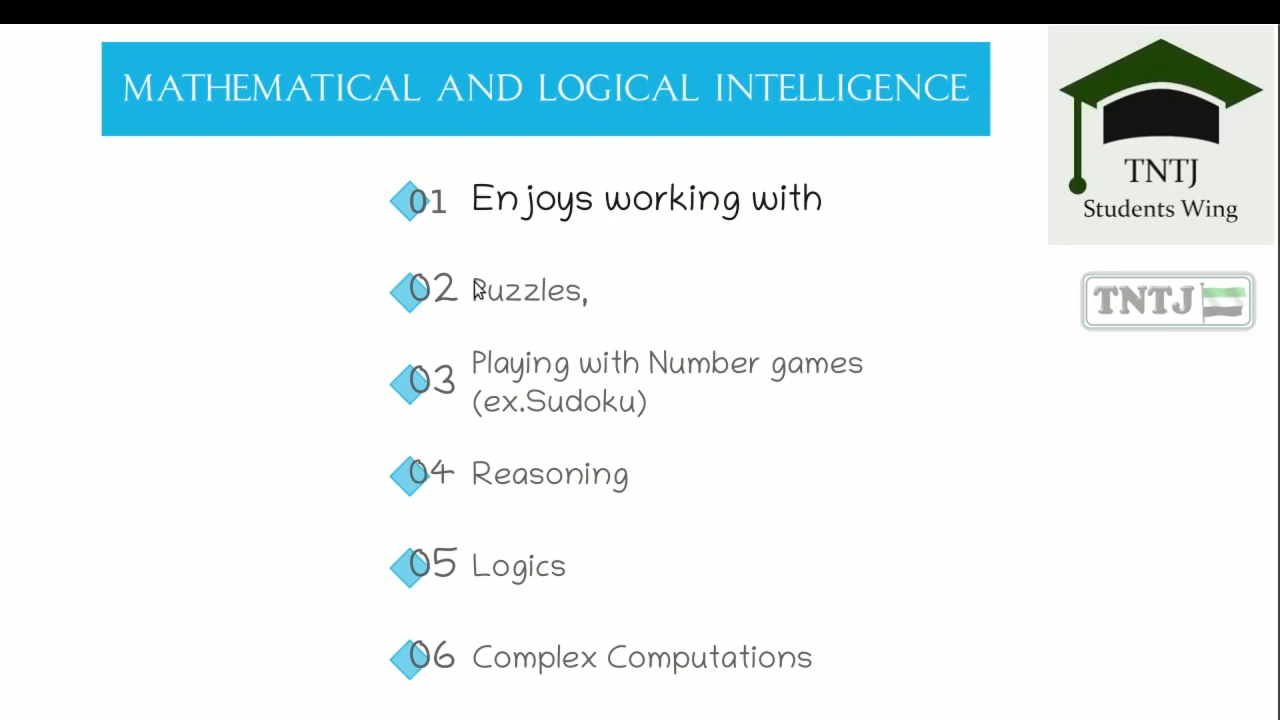 MATHEMATICAL AND LOGICAL INTELLIGENCE
01 Enjoys working with
02 Puzzles,
03 Playing with Number games
(ex.Sudoku)
04 Reasoning
05 Logics
06 Complex Computations
TNTJ
Students Wing
TNTJ